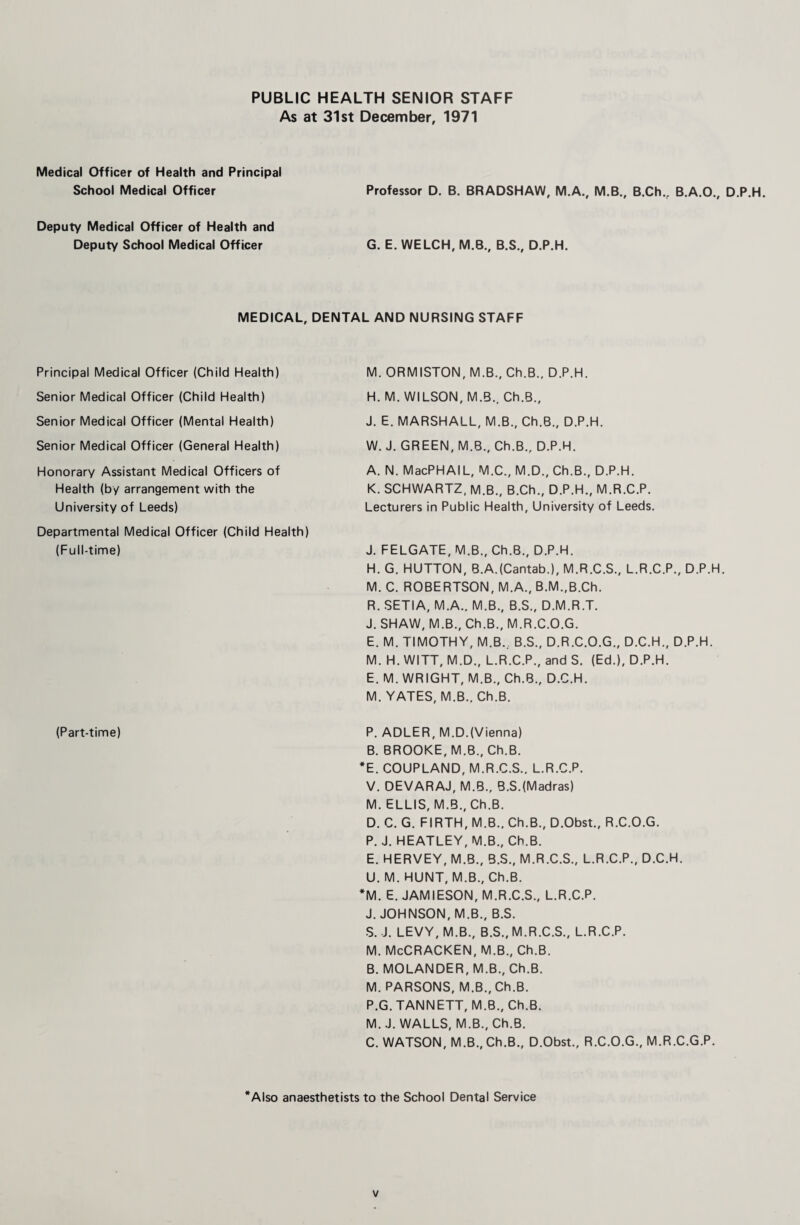 PUBLIC HEALTH SENIOR STAFF
As at 31st December, 1971
Medical Officer of Health and Principal
School Medical Officer Professor D. B. BRADSHAW, M.A., M.B., B.Ch., B.A.O., D.P.H.
Deputy Medical Officer of Health and
Deputy School Medical Officer G. E. WELCH, M.B., B.S., D.P.H.
MEDICAL, DENTAL AND NURSING STAFF
Principal Medical Officer (Child Health) M. ORMISTON, M.B., Ch.B., D.P.H.
Senior Medical Officer (Child Health) H. M. WILSON, M.B., Ch.B.,
Senior Medical Officer (Mental Health) J. E. MARSHALL, M.B., Ch.B., D.P.H.
Senior Medical Officer (General Health) W. J. GREEN, M.B., Ch.B., D.P.H.
Honorary Assistant Medical Officers of A. N. MacPHAIL, M.C., M.D., Ch.B., D.P.H.
Health (by arrangement with the K. SCHWARTZ, M.B., B.Ch., D.P.H., M.R.C.P.
University of Leeds) Lecturers in Public Health, University of Leeds.
Departmental Medical Officer (Child Health)
(Full-time) J. FELGATE, M.B., Ch.B., D.P.H.
H. G. HUTTON, B.A.(Cantab.), M.R.C.S., L.R.C.P., D.P.H.
M. C. ROBERTSON, M.A., B.M.,B.Ch.
R. SETIA, M.A., M.B., B.S., D.M.R.T.
J. SHAW, M.B., Ch.B., M.R.C.O.G.
E. M. TIMOTHY, M.B., B.S., D.R.C.O.G., D.C.H., D.P.H.
M. H. WITT, M.D., L.R.C.P., and S. (Ed.), D.P.H.
E. M. WRIGHT, M.B., Ch.B., D.C.H.
M. YATES, M.B., Ch.B.
(Part-time) P. ADLER, M.D.(Vienna)
B. BROOKE, M.B., Ch.B.
*E. COUPLAND, M.R.C.S., L.R.C.P.
V. DEVARAJ, M.B., B.S.(Madras)
M. ELLIS, M.B., Ch.B.
D. C. G. FIRTH, M.B., Ch.B., D.Obst., R.C.O.G.
P. J. HEATLEY, M.B., Ch.B.
E. HERVEY, M.B., B.S., M.R.C.S., L.R.C.P., D.C.H.
U. M. HUNT, M.B., Ch.B.
*M. E. JAMIESON, M.R.C.S., L.R.C.P.
J. JOHNSON, M.B., B.S.
S. J. LEVY, M.B., B.S., M.R.C.S., L.R.C.P.
M. McCRACKEN, M.B., Ch.B.
B. MOLANDER, M.B., Ch.B.
M. PARSONS, M.B., Ch.B.
P.G. TANNETT, M.B., Ch.B.
M. J. WALLS, M.B., Ch.B.
C. WATSON, M.B., Ch.B., D.Obst., R.C.O.G., M.R.C.G.P.
*Also anaesthetists to the School Dental Service
v